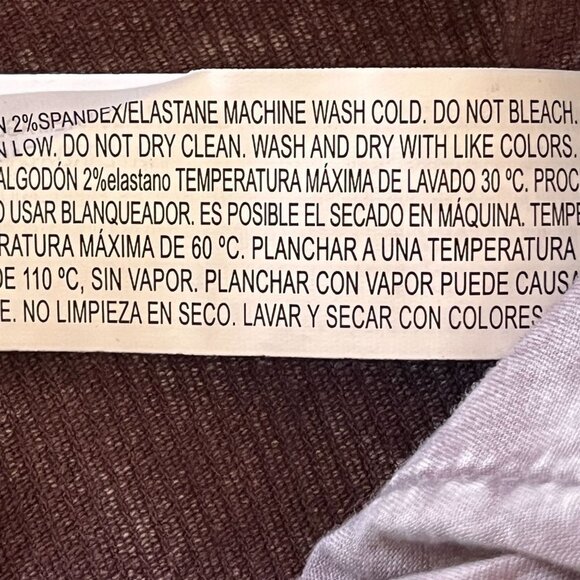 N 2%SPANDEX/ELASTANE MACHINE WASH COLD. DO NOT BLEACH.
N LOW. DO NOT DRY CLEAN. WASH AND DRY WITH LIKE COLORS.
ALGODÓN 2%elastano TEMPERATURA MÁXIMA DE LAVADO 30 ºC. PROC
O USAR BLANQUEADOR. ES POSIBLE EL SECADO EN MÁQUINA. TEMPE
RATURA MÁXIMA DE 60 ºC. PLANCHAR A UNA TEMPERATURA
DE 110 ºC, SIN VAPOR. PLANCHAR CON VAPOR PUEDE CAUSA
E. NO LIMPIEZA EN SECO. LAVAR Y SECAR CON COLORES